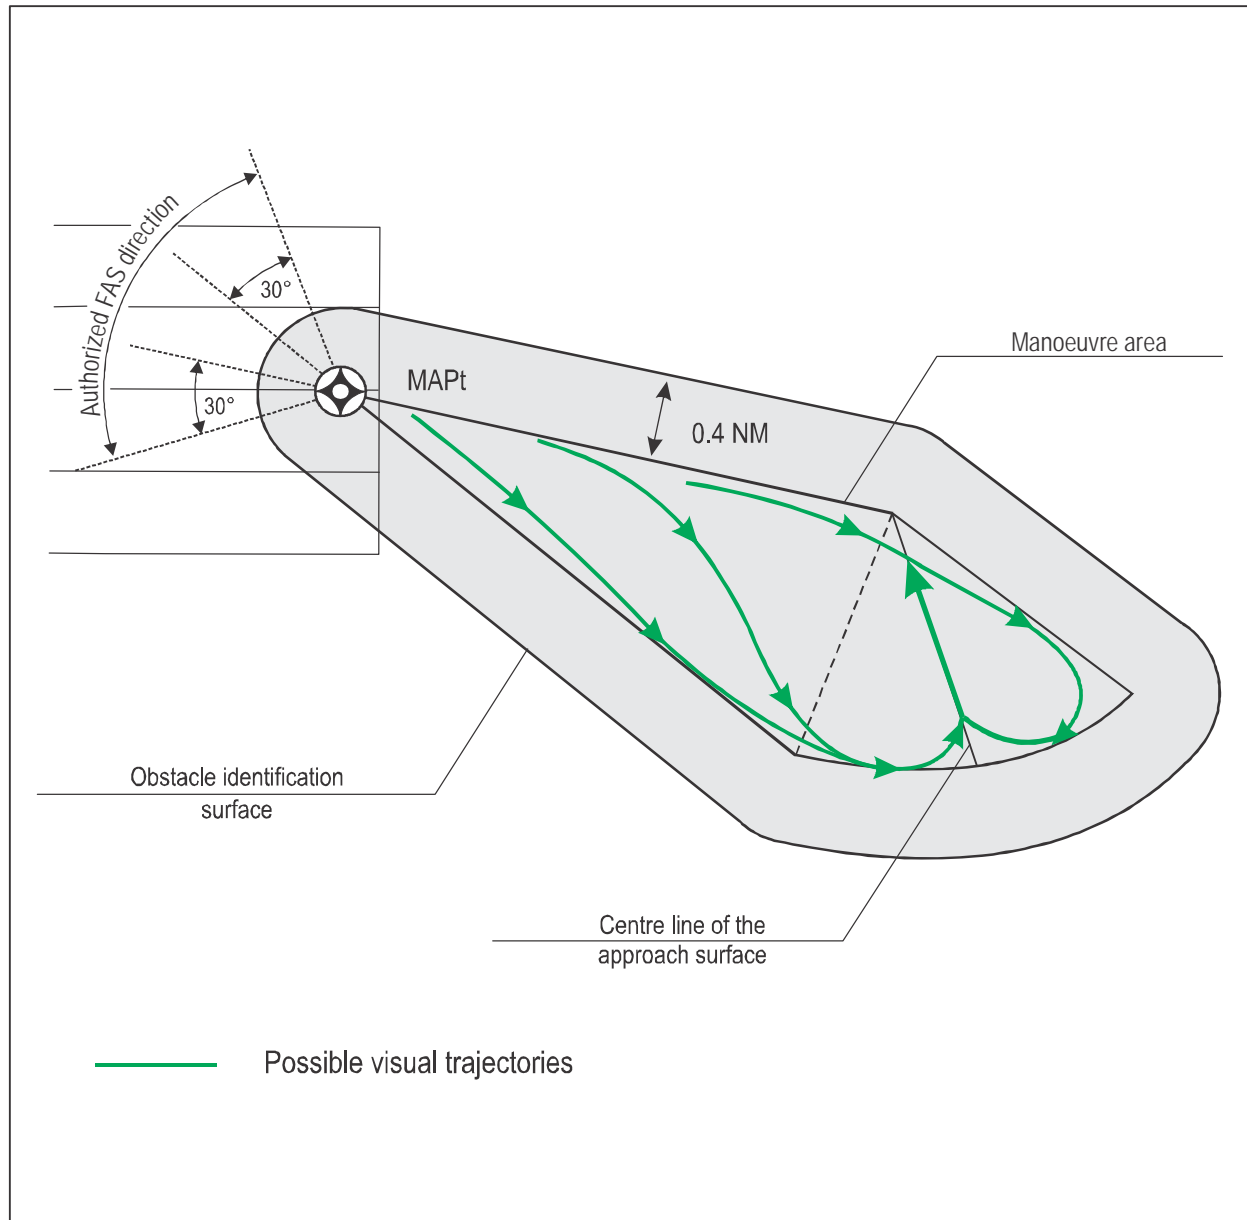 Authorized FAS direction
30°
30°
MAPt
Manoeuvre area
0.4 NM
Obstacle identification
surface
Centre line of the
approach surface
Possible visual trajectories